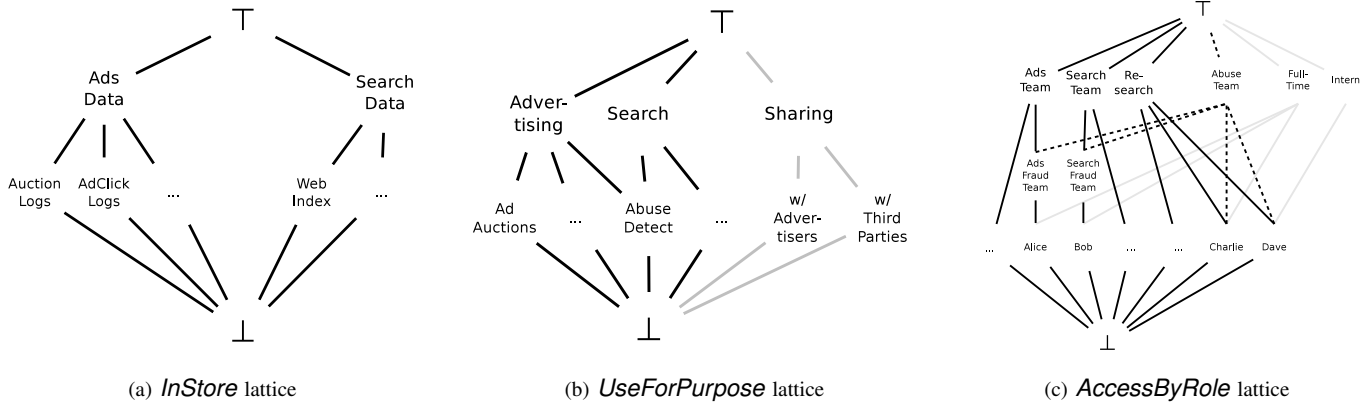 ⊤
Ads
Data
Search
Data
Auction
Logs
AdClick
Logs
...
Web
Index
...
⊥
(a) InStore lattice
⊤
Adver-
tising
Search
Sharing
Ad
Auctions
...
Abuse
Detect
...
w/
Adver-
tisers
w/
Third
Parties
⊥
(b) UseForPurpose lattice
⊤
Ads
Team
Search
Team
Re-
search
Abuse
Team
Full-
Time
Intern
Ads
Fraud
Team
Search
Fraud
Team
...
Alice
Bob
...
...
Charlie
Dave
⊥
(c) AccessByRole lattice